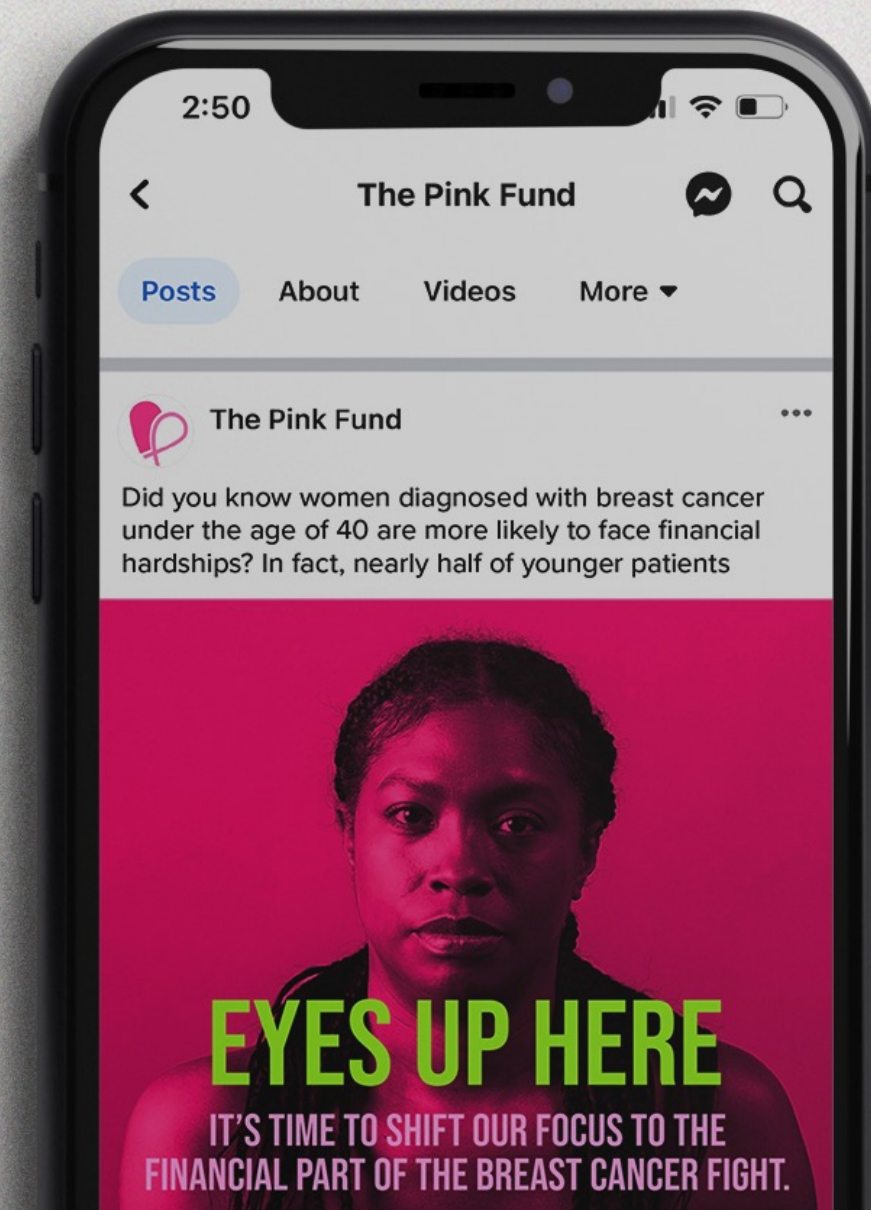 2:50
The Pink Fund
Posts About Videos More
The Pink Fund
Did you know women diagnosed with breast cancer
under the age of 40 are more likely to face financial
hardships? In fact, nearly half of younger patients
EYES UP HERE
IT'S TIME TO SHIFT OUR FOCUS TO THE
FINANCIAL PART OF THE BREAST CANCER FIGHT.